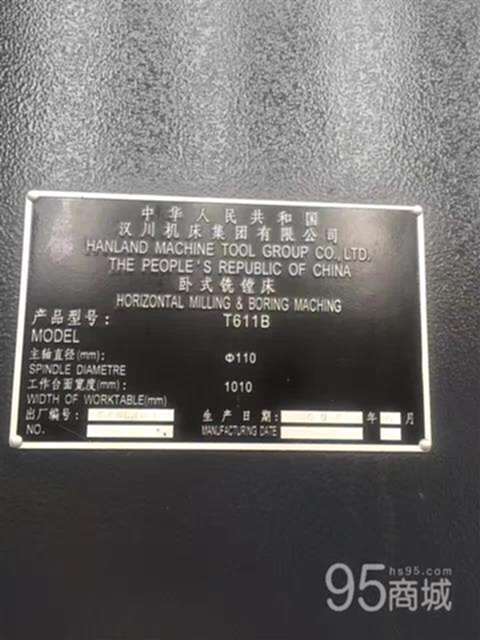 中华人民共和国
汉川机床集团有限公司
HANLAND MACHINE TOOL GROUP CO.,LTD.
THE PEOPLE'S REPUBLIC OF CHINA
卧式铣镗床
HORIZONTAL MILLING & BORING MACHING
产品型号: T611B
MODEL
主轴直径(mm): Φ110
SPINDLE DIAMETRE
工作台面宽度(mm): 1010
WIDTH OF WORKTABLE(mm):
出厂编号: 生产日期: 年 月
NO. MANUFACTURING DATE
hs95.com
95商城